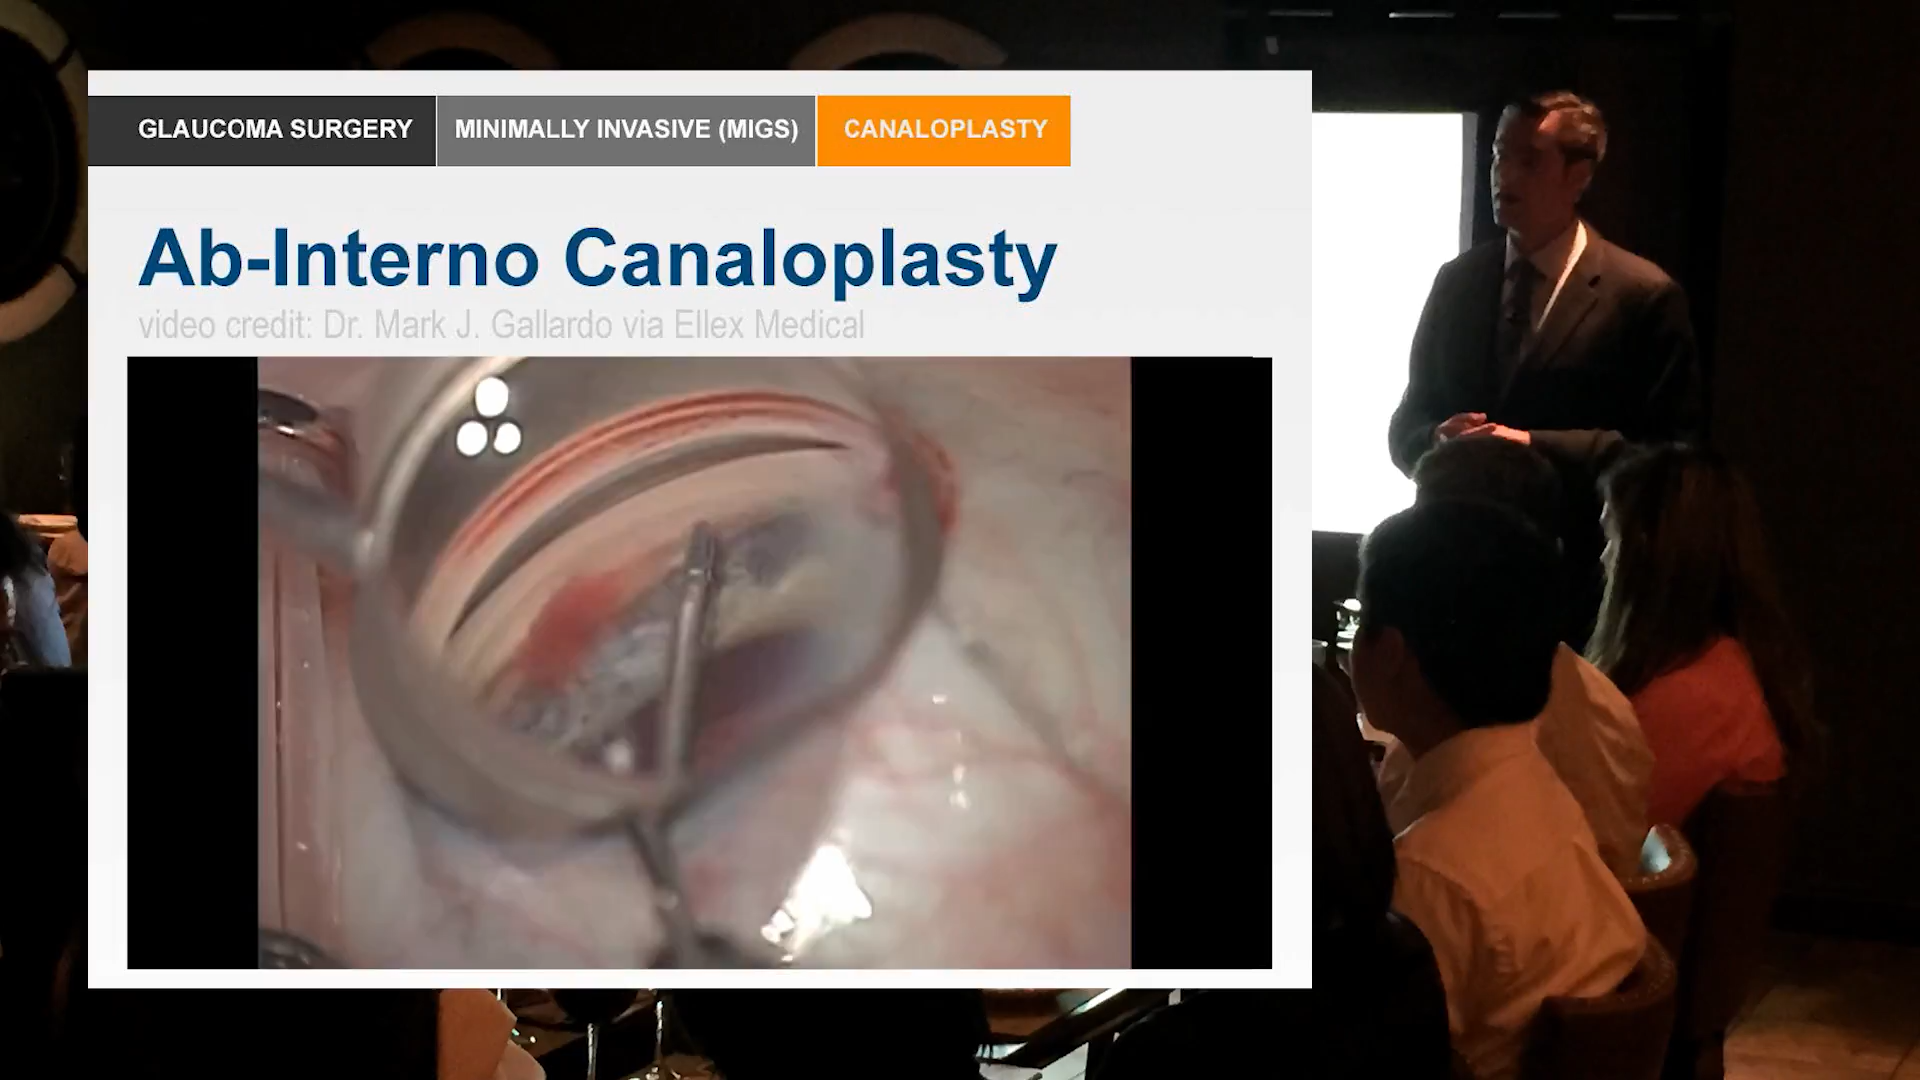 GLAUCOMA SURGERY MINIMALLY INVASIVE (MIGS) CANALOPLASTY
Ab-Interno Canaloplasty
video credit: Dr. Mark J. Gallardo via Ellex Medical